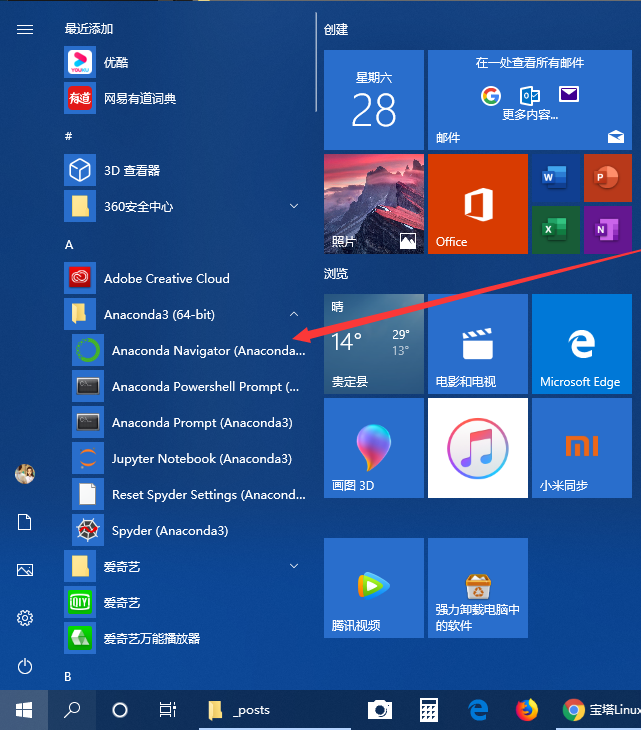 最近添加
优酷
网易有道词典
#
3D 查看器
360安全中心
A
Adobe Creative Cloud
Anaconda3 (64-bit)
Anaconda Navigator (Anaconda...
Anaconda Powershell Prompt (...
Anaconda Prompt (Anaconda3)
Jupyter Notebook (Anaconda3)
Reset Spyder Settings (Anacond...
Spyder (Anaconda3)
爱奇艺
爱奇艺
爱奇艺万能播放器
B
创建
星期六
28
在一处查看所有邮件
更多内容...
邮件
照片
Office
浏览
晴
14°
29°
13°
贵定县
电影和电视
Microsoft Edge
画图 3D
小米同步
腾讯视频
强力卸载电脑中
的软件
_posts
宝塔Linux